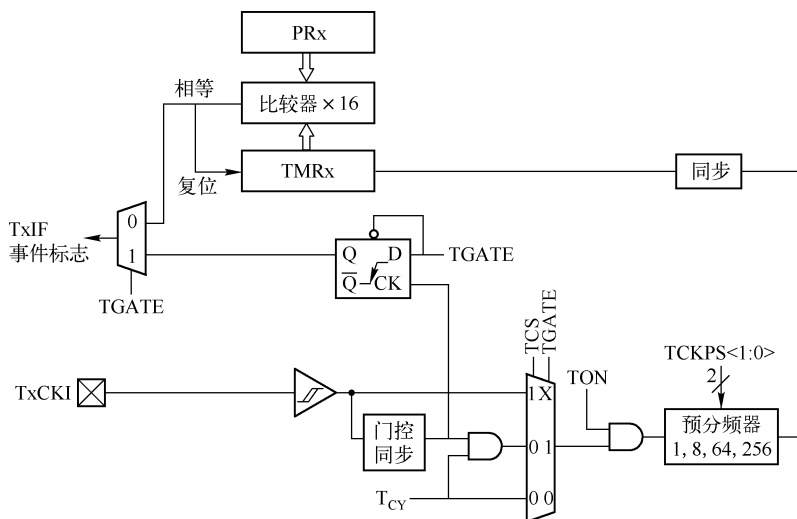 PRx
相等
比较器×16
复位
TMRx
同步
0
1
TxIF
事件标志
TGATE
Q D
Q CK
TGATE
TCS
TGATE
TCKPS<1:0>
2
TON
TxCKI
1X
门控
同步
0 1
预分频器
1, 8, 64, 256
TCY
0 0